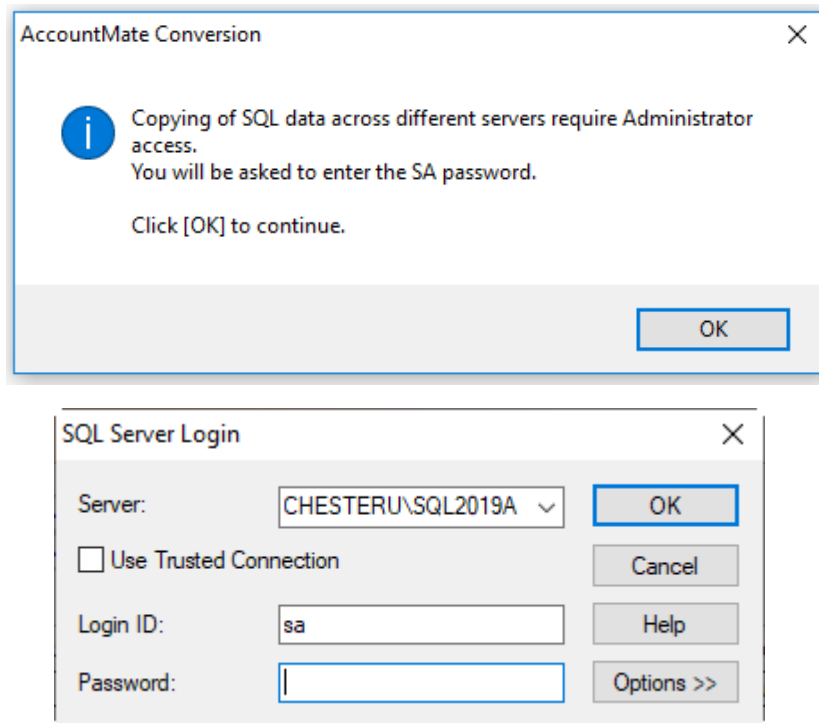 AccountMate Conversion
Copying of SQL data across different servers require Administrator
access.
You will be asked to enter the SA password.
Click [OK] to continue.
OK
SQL Server Login
Server: CHESTERU\SQL2019A OK
Use Trusted Connection Cancel
Login ID: sa Help
Password: Options >>